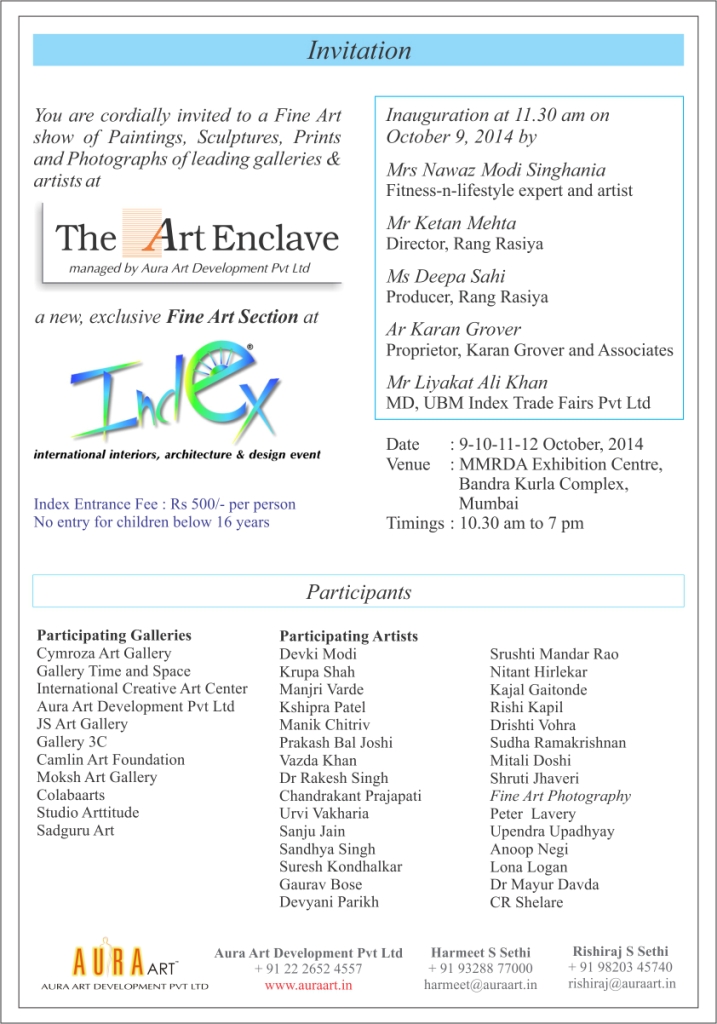 Invitation
You are cordially invited to a Fine Art
show of Paintings, Sculptures, Prints
and Photographs of leading galleries &
artists at
The Art Enclave
managed by Aura Art Development Pvt Ltd
a new, exclusive Fine Art Section at
Index®
international interiors, architecture & design event
Index Entrance Fee : Rs 500/- per person
No entry for children below 16 years
Inauguration at 11.30 am on
October 9, 2014 by
Mrs Nawaz Modi Singhania
Fitness-n-lifestyle expert and artist
Mr Ketan Mehta
Director, Rang Rasiya
Ms Deepa Sahi
Producer, Rang Rasiya
Ar Karan Grover
Proprietor, Karan Grover and Associates
Mr Liyakat Ali Khan
MD, UBM Index Trade Fairs Pvt Ltd
Date : 9-10-11-12 October, 2014
Venue : MMRDA Exhibition Centre,
Bandra Kurla Complex,
Mumbai
Timings : 10.30 am to 7 pm
Participants
Participating Galleries
Cymroza Art Gallery
Gallery Time and Space
International Creative Art Center
Aura Art Development Pvt Ltd
JS Art Gallery
Gallery 3C
Camlin Art Foundation
Moksh Art Gallery
Colabaarts
Studio Arttitude
Sadguru Art
Participating Artists
Devki Modi
Krupa Shah
Manjri Varde
Kshipra Patel
Manik Chitriv
Prakash Bal Joshi
Vazda Khan
Dr Rakesh Singh
Chandrakant Prajapati
Urvi Vakharia
Sanju Jain
Sandhya Singh
Suresh Kondhalkar
Gaurav Bose
Devyani Parikh
Srushti Mandar Rao
Nitant Hirlekar
Kajal Gaitonde
Rishi Kapil
Drishti Vohra
Sudha Ramakrishnan
Mitali Doshi
Shruti Jhaveri
Fine Art Photography
Peter Lavery
Upendra Upadhyay
Anoop Negi
Lona Logan
Dr Mayur Davda
CR Shelare
AURA ART™
AURA ART DEVELOPMENT PVT LTD
Aura Art Development Pvt Ltd
+ 91 22 2652 4557
www.auraart.in
Harmeet S Sethi
+ 91 93288 77000
harmeet@auraart.in
Rishiraj S Sethi
+ 91 98203 45740
rishiraj@auraart.in